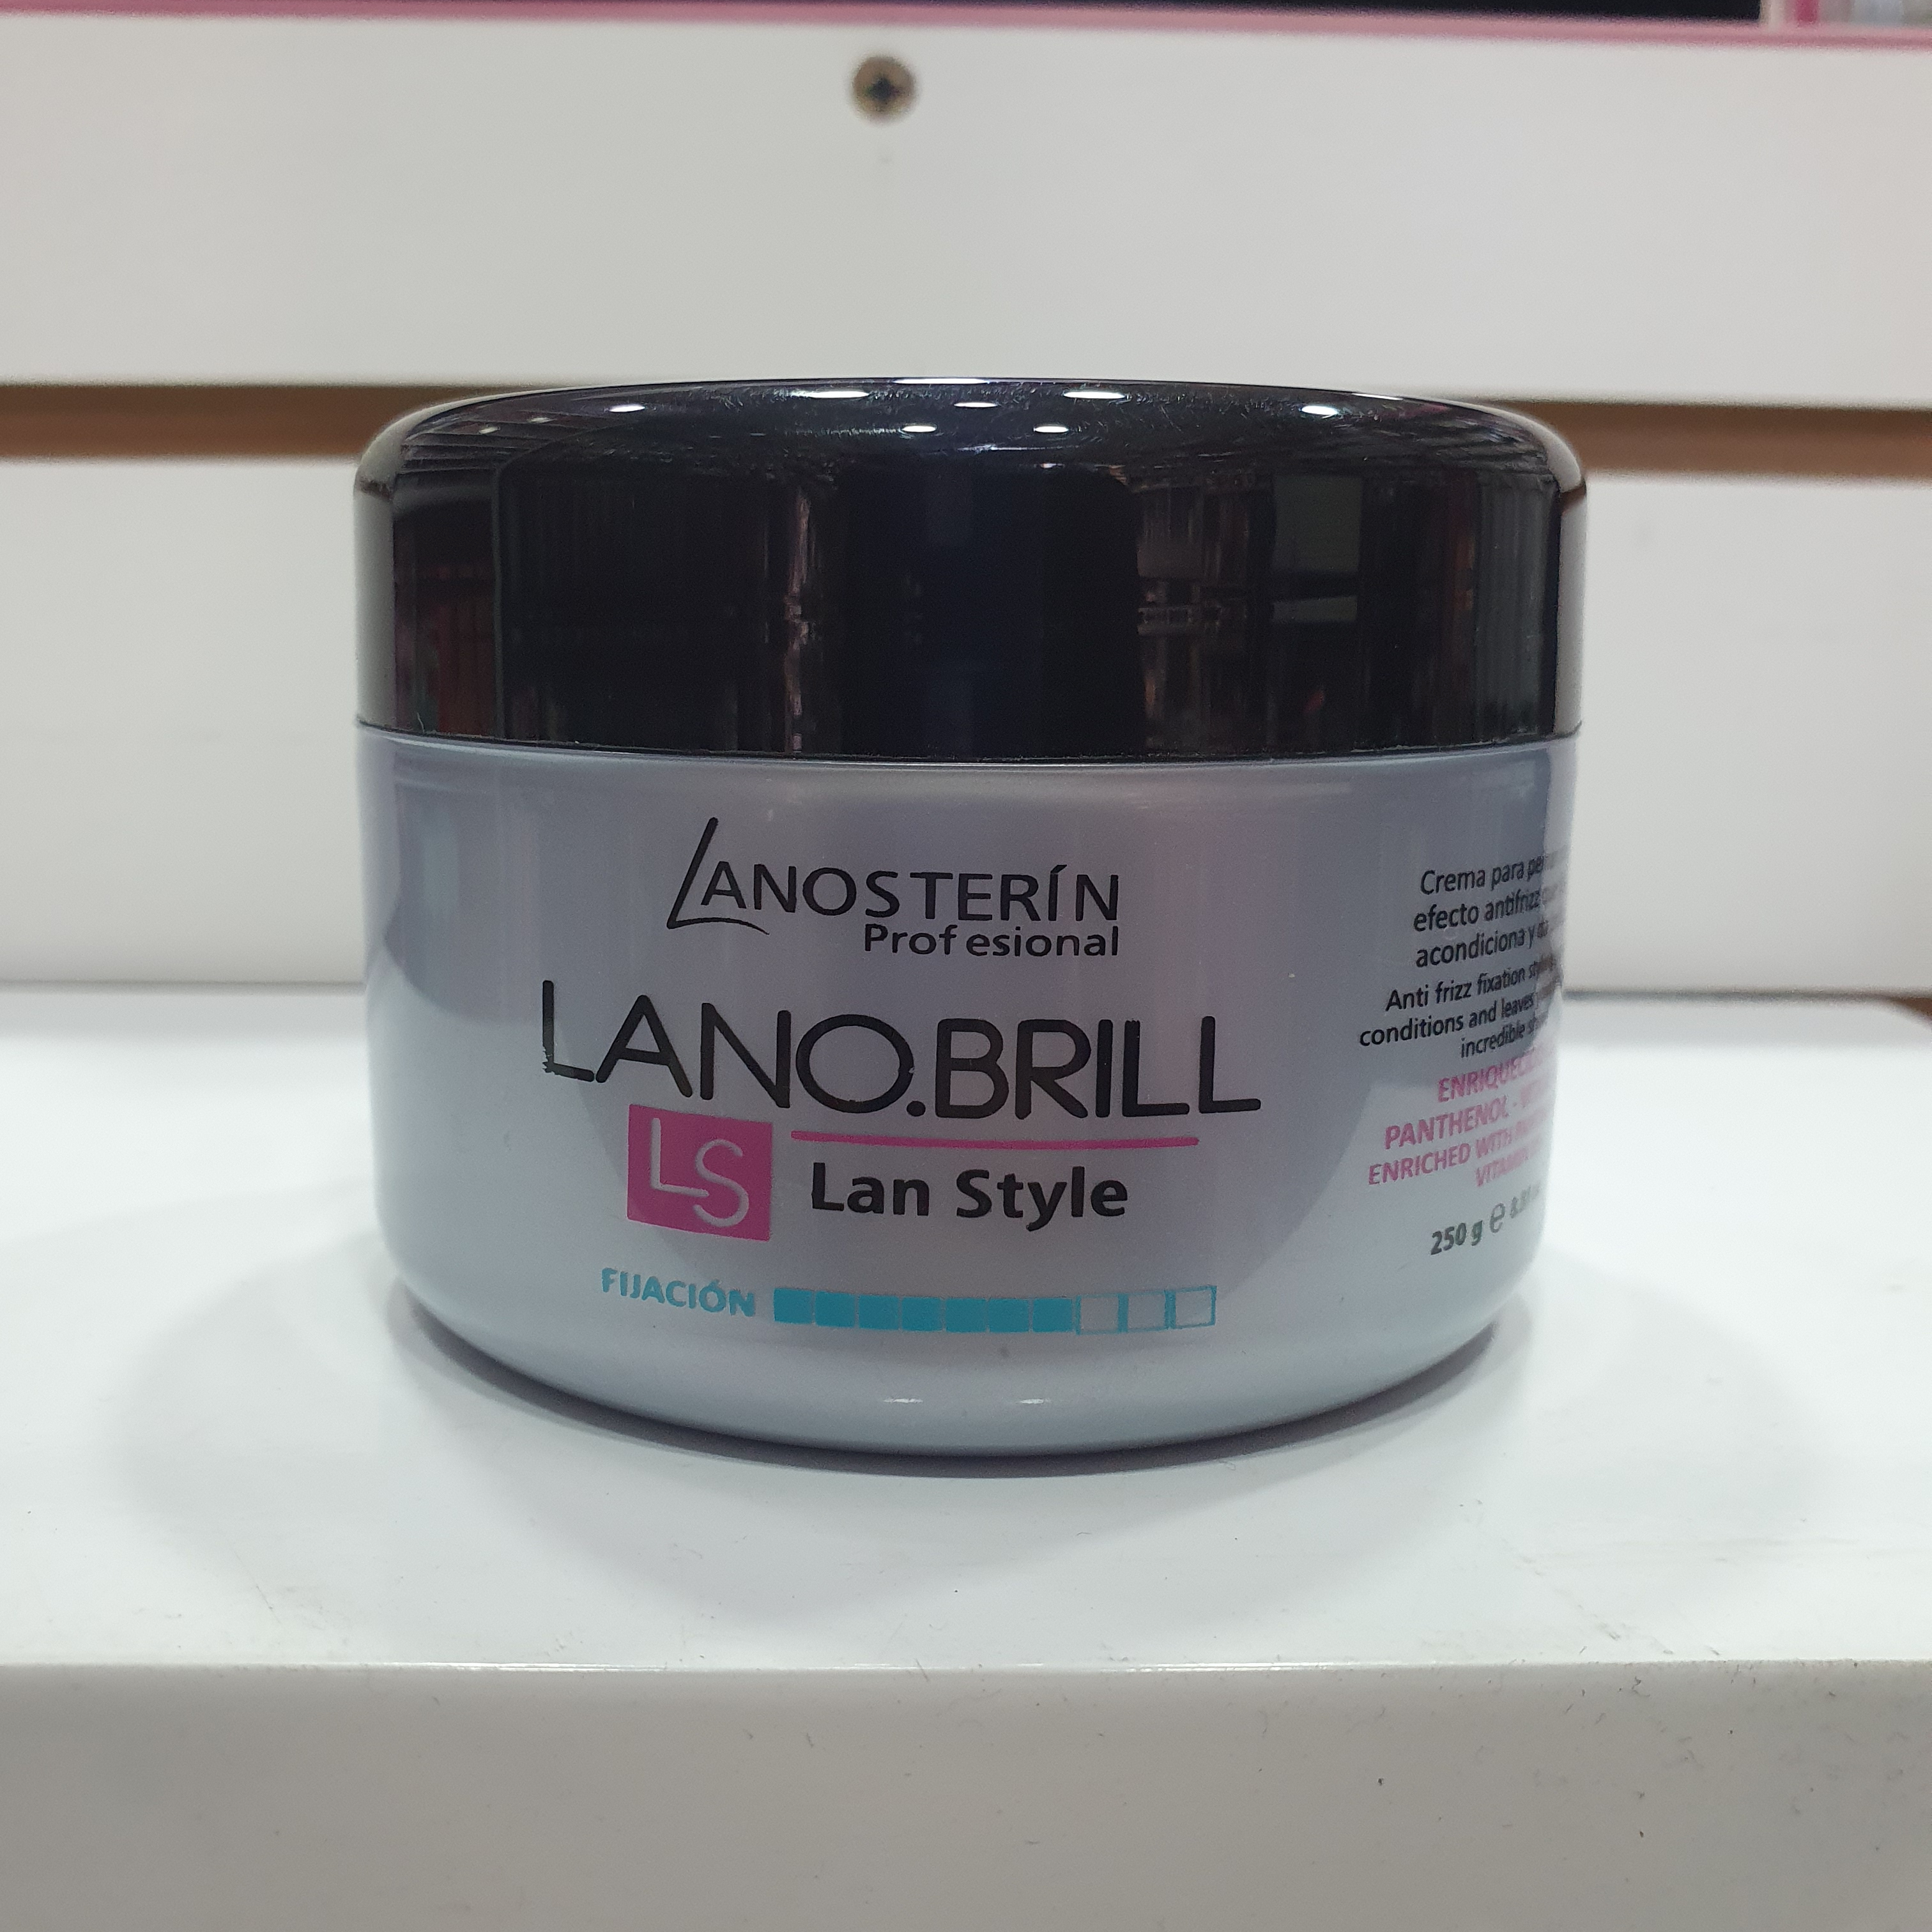 LANOSTERÍN
Profesional
LANO.BRILL
LS
Lan Style
FIJACIÓN
Crema para
efecto antifrizz
acondiciona y
Anti frizz fixation
conditions and leaves
incredible
PANTHENOL -
ENRICHED WITH
250 g e